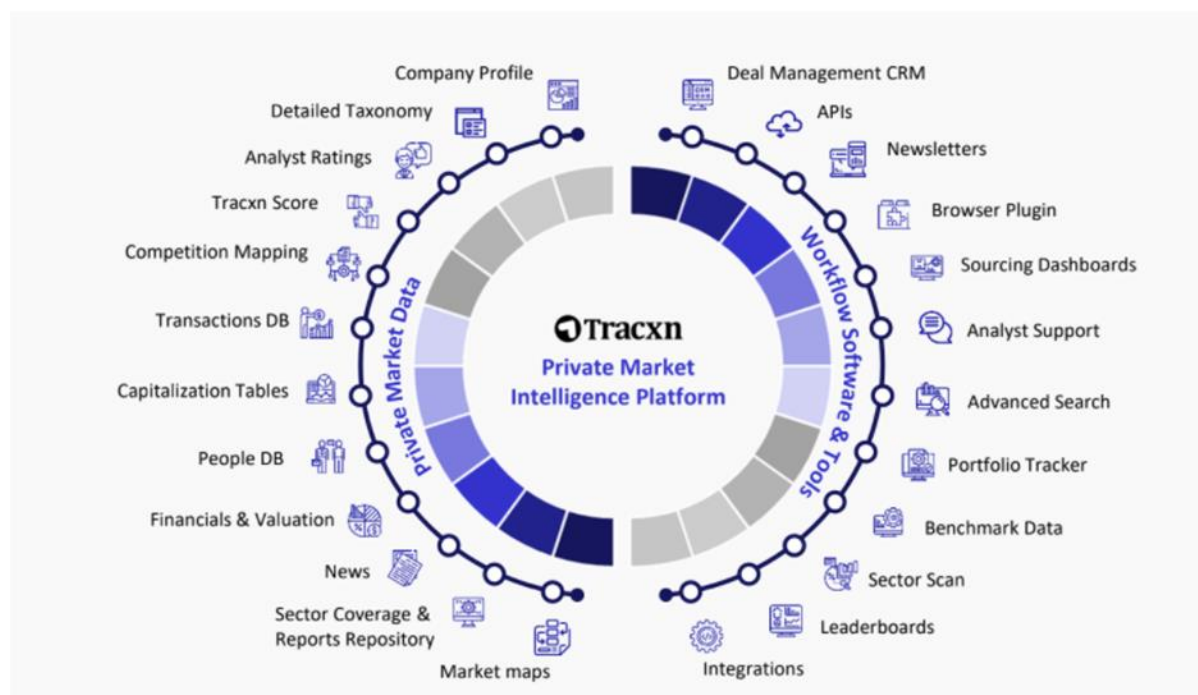 Company Profile
Detailed Taxonomy
Analyst Ratings
Tracxn Score
Competition Mapping
Transactions DB
Capitalization Tables
People DB
Financials & Valuation
News
Sector Coverage &
Reports Repository
Market maps
Private Market Data
Tracxn
Private Market
Intelligence Platform
Workflow Software & Tools
Deal Management CRM
APIs
Newsletters
Browser Plugin
Sourcing Dashboards
Analyst Support
Advanced Search
Portfolio Tracker
Benchmark Data
Sector Scan
Leaderboards
Integrations